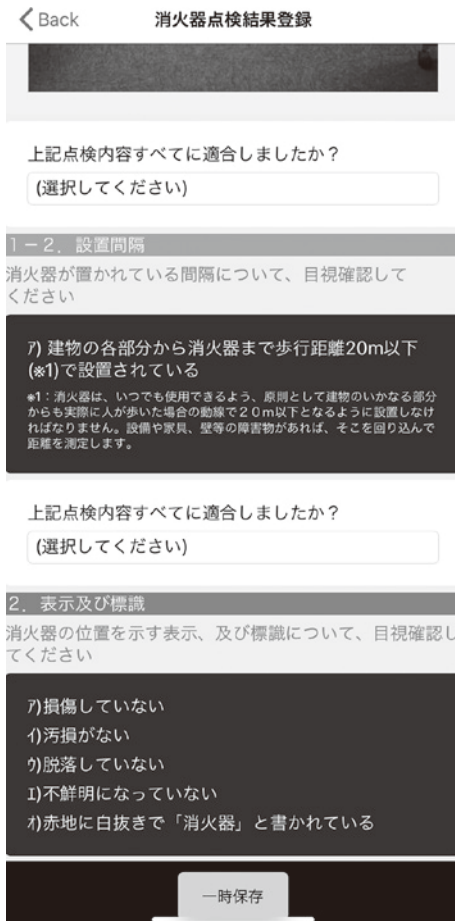 Back
消火器点検結果登録
上記点検内容すべてに適合しましたか？
(選択してください)
1－2．設置間隔
消火器が置かれている間隔について、目視確認して
ください
ｱ) 建物の各部分から消火器まで歩行距離20m以下
(※1)で設置されている
※1：消火器は、いつでも使用できるよう、原則として建物のいかなる部分
からも実際に人が歩いた場合の動線で２０ｍ以下となるように設置しなけ
ればなりません。設備や家具、壁等の障害物があれば、そこを回り込んで
距離を測定します。
上記点検内容すべてに適合しましたか？
(選択してください)
2．表示及び標識
消火器の位置を示す表示、及び標識について、目視確認し
てください
ｱ)損傷していない
ｲ)汚損がない
ｳ)脱落していない
ｴ)不鮮明になっていない
ｵ)赤地に白抜きで「消火器」と書かれている
一時保存